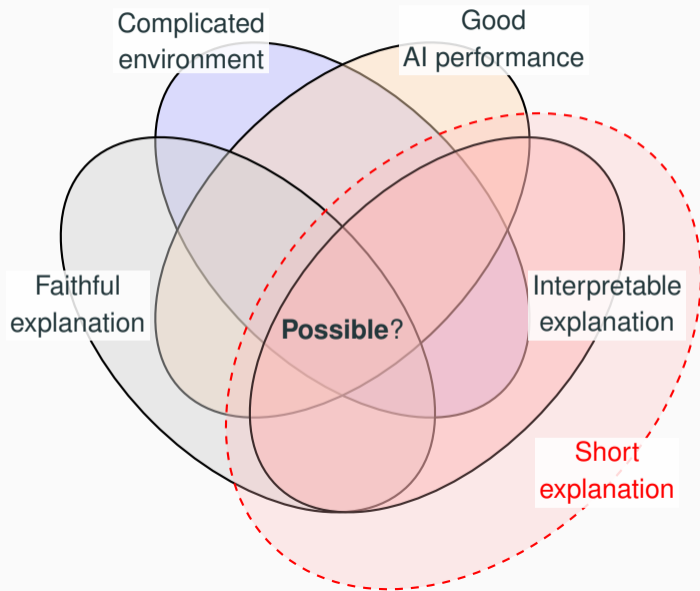 Complicated
environment
Good
AI performance
Faithful
explanation
Possible?
Interpretable
explanation
Short
explanation